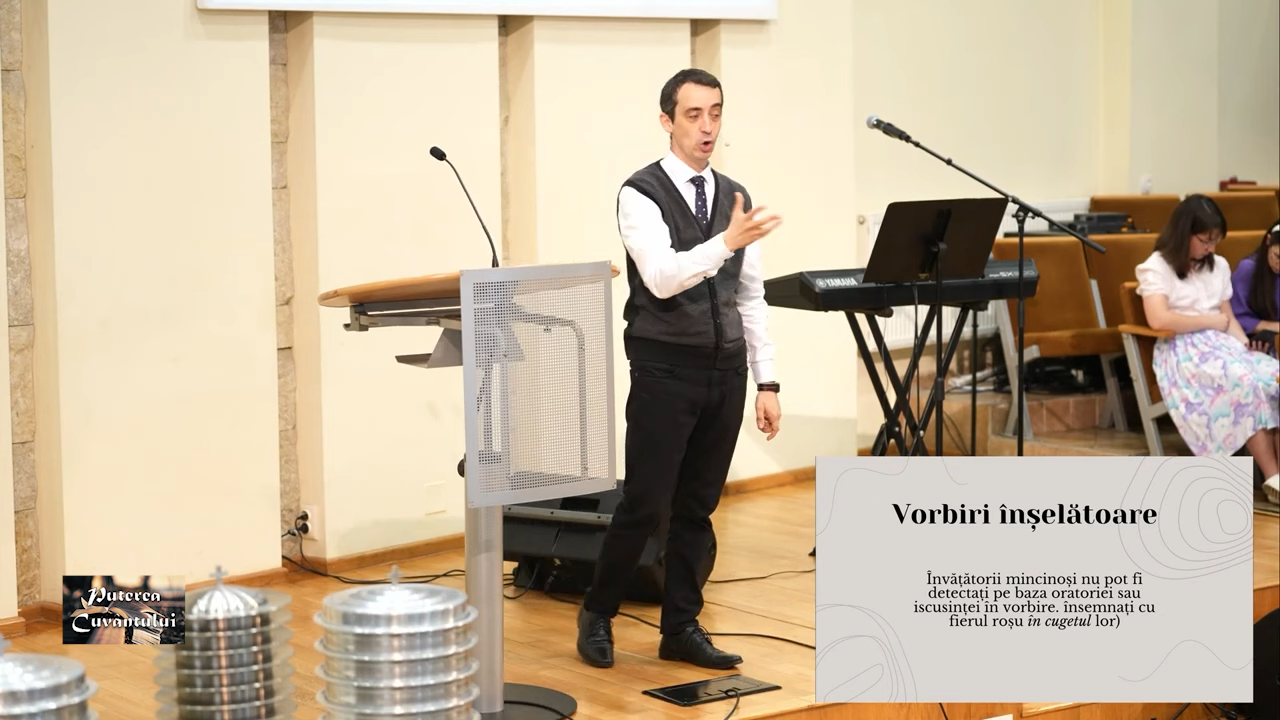 YAMAHA
Vorbiri înșelătoare
Învățătorii mincinoși nu pot fi
detectați pe baza oratoriei sau
iscusinței în vorbire. însemnați cu
fierul roșu în cugetul lor)
Puterea
Cuvântului